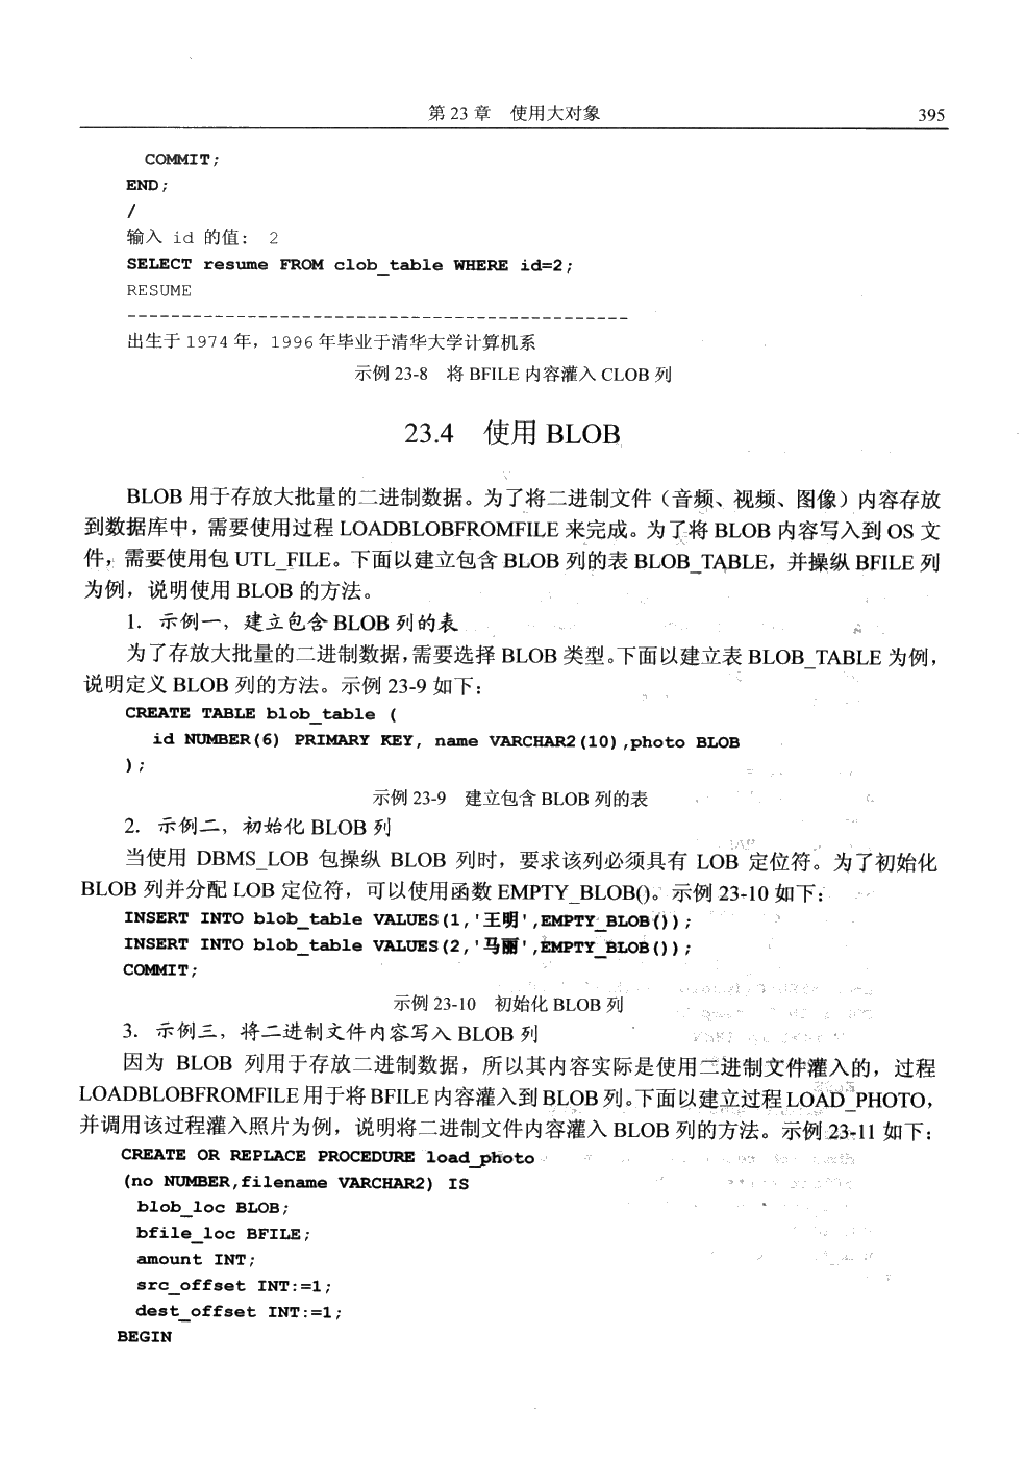 第 23 章 使用大对象 395
COMMIT;
END;
/
输入 id 的值： 2
SELECT resume FROM clob_table WHERE id=2;
RESUME
------------------------------------------------
出生于 1974 年，1996 年毕业于清华大学计算机系
示例 23-8 将 BFILE 内容灌入 CLOB 列
23.4 使用 BLOB
BLOB 用于存放大批量的二进制数据。为了将二进制文件（音频、视频、图像）内容存放
到数据库中，需要使用过程 LOADBLOBFROMFILE 来完成。为了将 BLOB 内容写入到 OS 文
件，需要使用包 UTL_FILE。下面以建立包含 BLOB 列的表 BLOB_TABLE，并操纵 BFILE 列
为例，说明使用 BLOB 的方法。
1．示例一，建立包含 BLOB 列的表
为了存放大批量的二进制数据，需要选择 BLOB 类型。下面以建立表 BLOB_TABLE 为例，
说明定义 BLOB 列的方法。示例 23-9 如下：
CREATE TABLE blob_table (
id NUMBER(6) PRIMARY KEY, name VARCHAR2(10),photo BLOB
);
示例 23-9 建立包含 BLOB 列的表
2．示例二，初始化 BLOB 列
当使用 DBMS_LOB 包操纵 BLOB 列时，要求该列必须具有 LOB 定位符。为了初始化
BLOB 列并分配 LOB 定位符，可以使用函数 EMPTY_BLOB()。示例 23-10 如下：
INSERT INTO blob_table VALUES(1,'王明',EMPTY_BLOB());
INSERT INTO blob_table VALUES(2,'马丽',EMPTY_BLOB());
COMMIT;
示例 23-10 初始化 BLOB 列
3．示例三，将二进制文件内容写入 BLOB 列
因为 BLOB 列用于存放二进制数据，所以其内容实际是使用二进制文件灌入的，过程
LOADBLOBFROMFILE 用于将 BFILE 内容灌入到 BLOB 列。下面以建立过程 LOAD_PHOTO，
并调用该过程灌入照片为例，说明将二进制文件内容灌入 BLOB 列的方法。示例 23-11 如下：
CREATE OR REPLACE PROCEDURE load_photo
(no NUMBER,filename VARCHAR2) IS
blob_loc BLOB;
bfile_loc BFILE;
amount INT;
src_offset INT:=1;
dest_offset INT:=1;
BEGIN